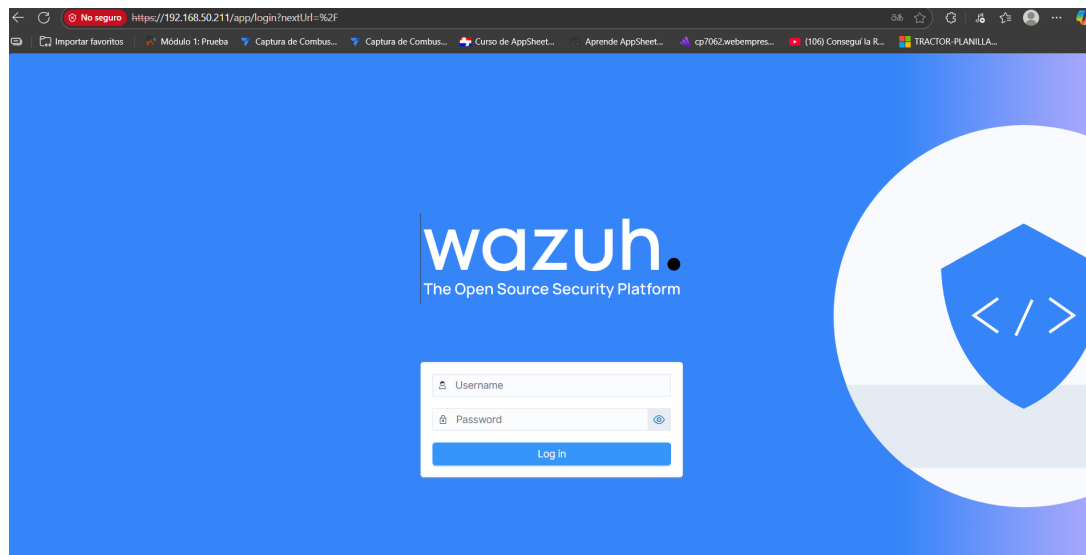 No seguro https://192.168.50.211/app/login?nextUrl=%2F
Importar favoritos Módulo 1: Prueba Captura de Combus... Captura de Combus... Curso de AppSheet... Aprende AppSheet... cp7062.webempres... (106) Conseguí la R... TRACTOR-PLANILLA...
wazuh.
The Open Source Security Platform
</>
Username
Password
Log in